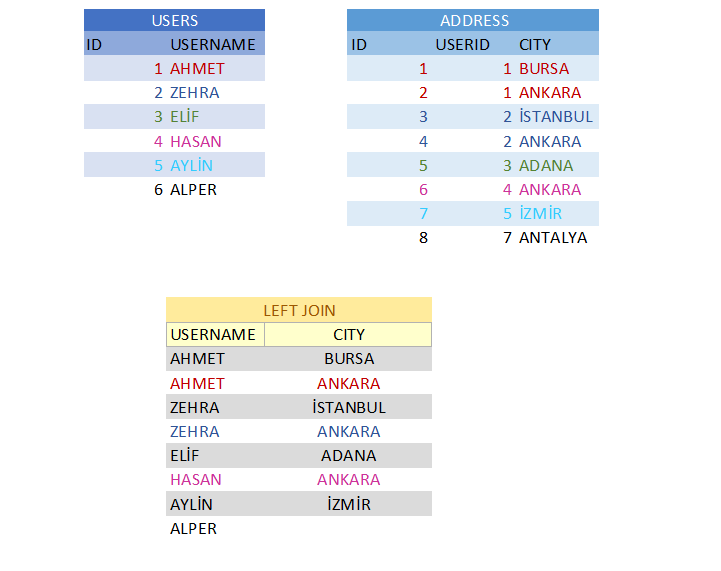 USERS
ID USERNAME
1 AHMET
2 ZEHRA
3 ELİF
4 HASAN
5 AYLİN
6 ALPER
ADDRESS
ID USERID CITY
1 1 BURSA
2 1 ANKARA
3 2 İSTANBUL
4 2 ANKARA
5 3 ADANA
6 4 ANKARA
7 5 İZMİR
8 7 ANTALYA
LEFT JOIN
USERNAME CITY
AHMET BURSA
AHMET ANKARA
ZEHRA İSTANBUL
ZEHRA ANKARA
ELİF ADANA
HASAN ANKARA
AYLİN İZMİR
ALPER